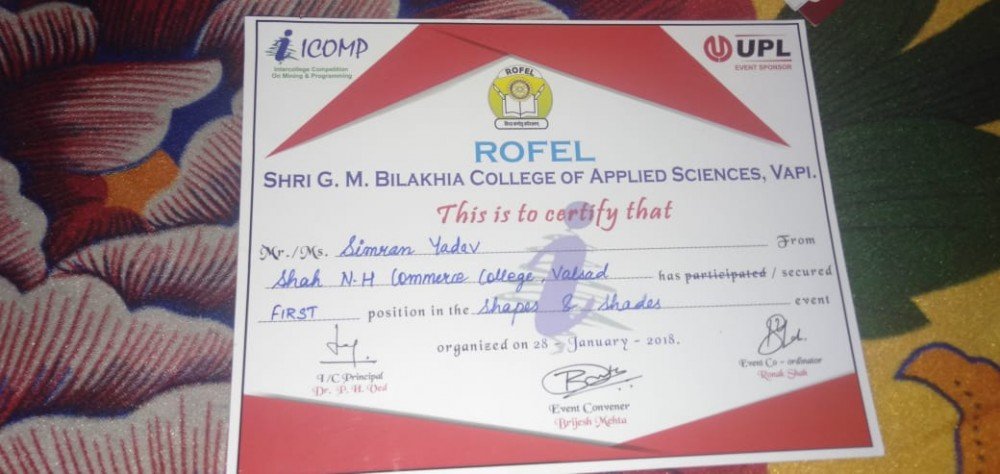 iCOMP
Intercollege Competition
On Mining & Programming
UPL
EVENT SPONSOR
ROFEL
ROFEL
SHRI G. M. BILAKHIA COLLEGE OF APPLIED SCIENCES, VAPI.
This is to certify that
Mr./Ms. Simran Yadav From
Shah N.H Commerce College, Valsad has participated / secured
FIRST position in the Shapes & Shades event
organized on 28 - January - 2018.
I/C Principal
Dr. P. H. Ved
Event Convener
Brijesh Mehta
Event Co - ordinator
Ronak Shah